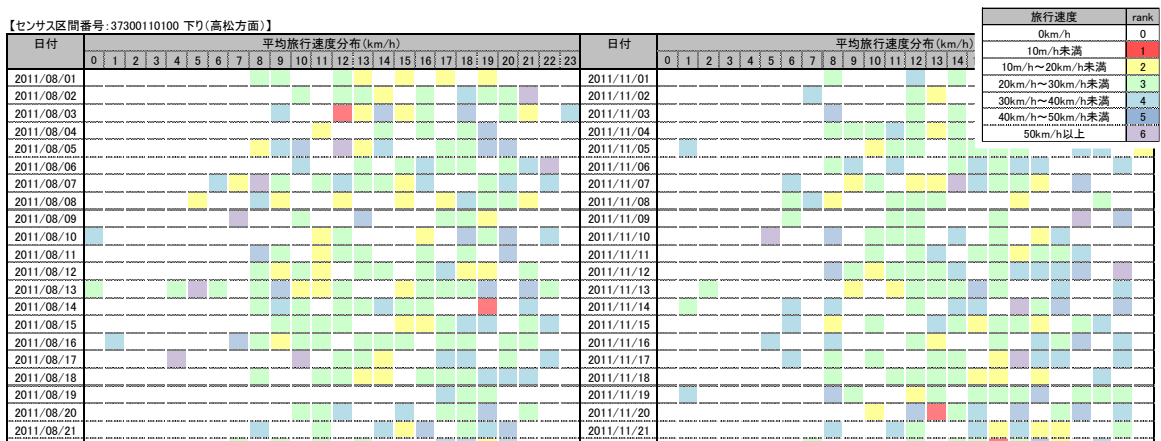 【センサス区間番号:37300110100 下り(高松方面)】
旅行速度 rank
0km/h 0
10m/h未満 1
10m/h～20km/h未満 2
20km/h～30km/h未満 3
30km/h～40km/h未満 4
40km/h～50km/h未満 5
50km/h以上 6
日付 平均旅行速度分布(km/h) 日付 平均旅行速度分布(km/h)
0 1 2 3 4 5 6 7 8 9 10 11 12 13 14 15 16 17 18 19 20 21 22 23 0 1 2 3 4 5 6 7 8 9 10 11 12 13 14
2011/08/01 2011/11/01
2011/08/02 2011/11/02
2011/08/03 2011/11/03
2011/08/04 2011/11/04
2011/08/05 2011/11/05
2011/08/06 2011/11/06
2011/08/07 2011/11/07
2011/08/08 2011/11/08
2011/08/09 2011/11/09
2011/08/10 2011/11/10
2011/08/11 2011/11/11
2011/08/12 2011/11/12
2011/08/13 2011/11/13
2011/08/14 2011/11/14
2011/08/15 2011/11/15
2011/08/16 2011/11/16
2011/08/17 2011/11/17
2011/08/18 2011/11/18
2011/08/19 2011/11/19
2011/08/20 2011/11/20
2011/08/21 2011/11/21